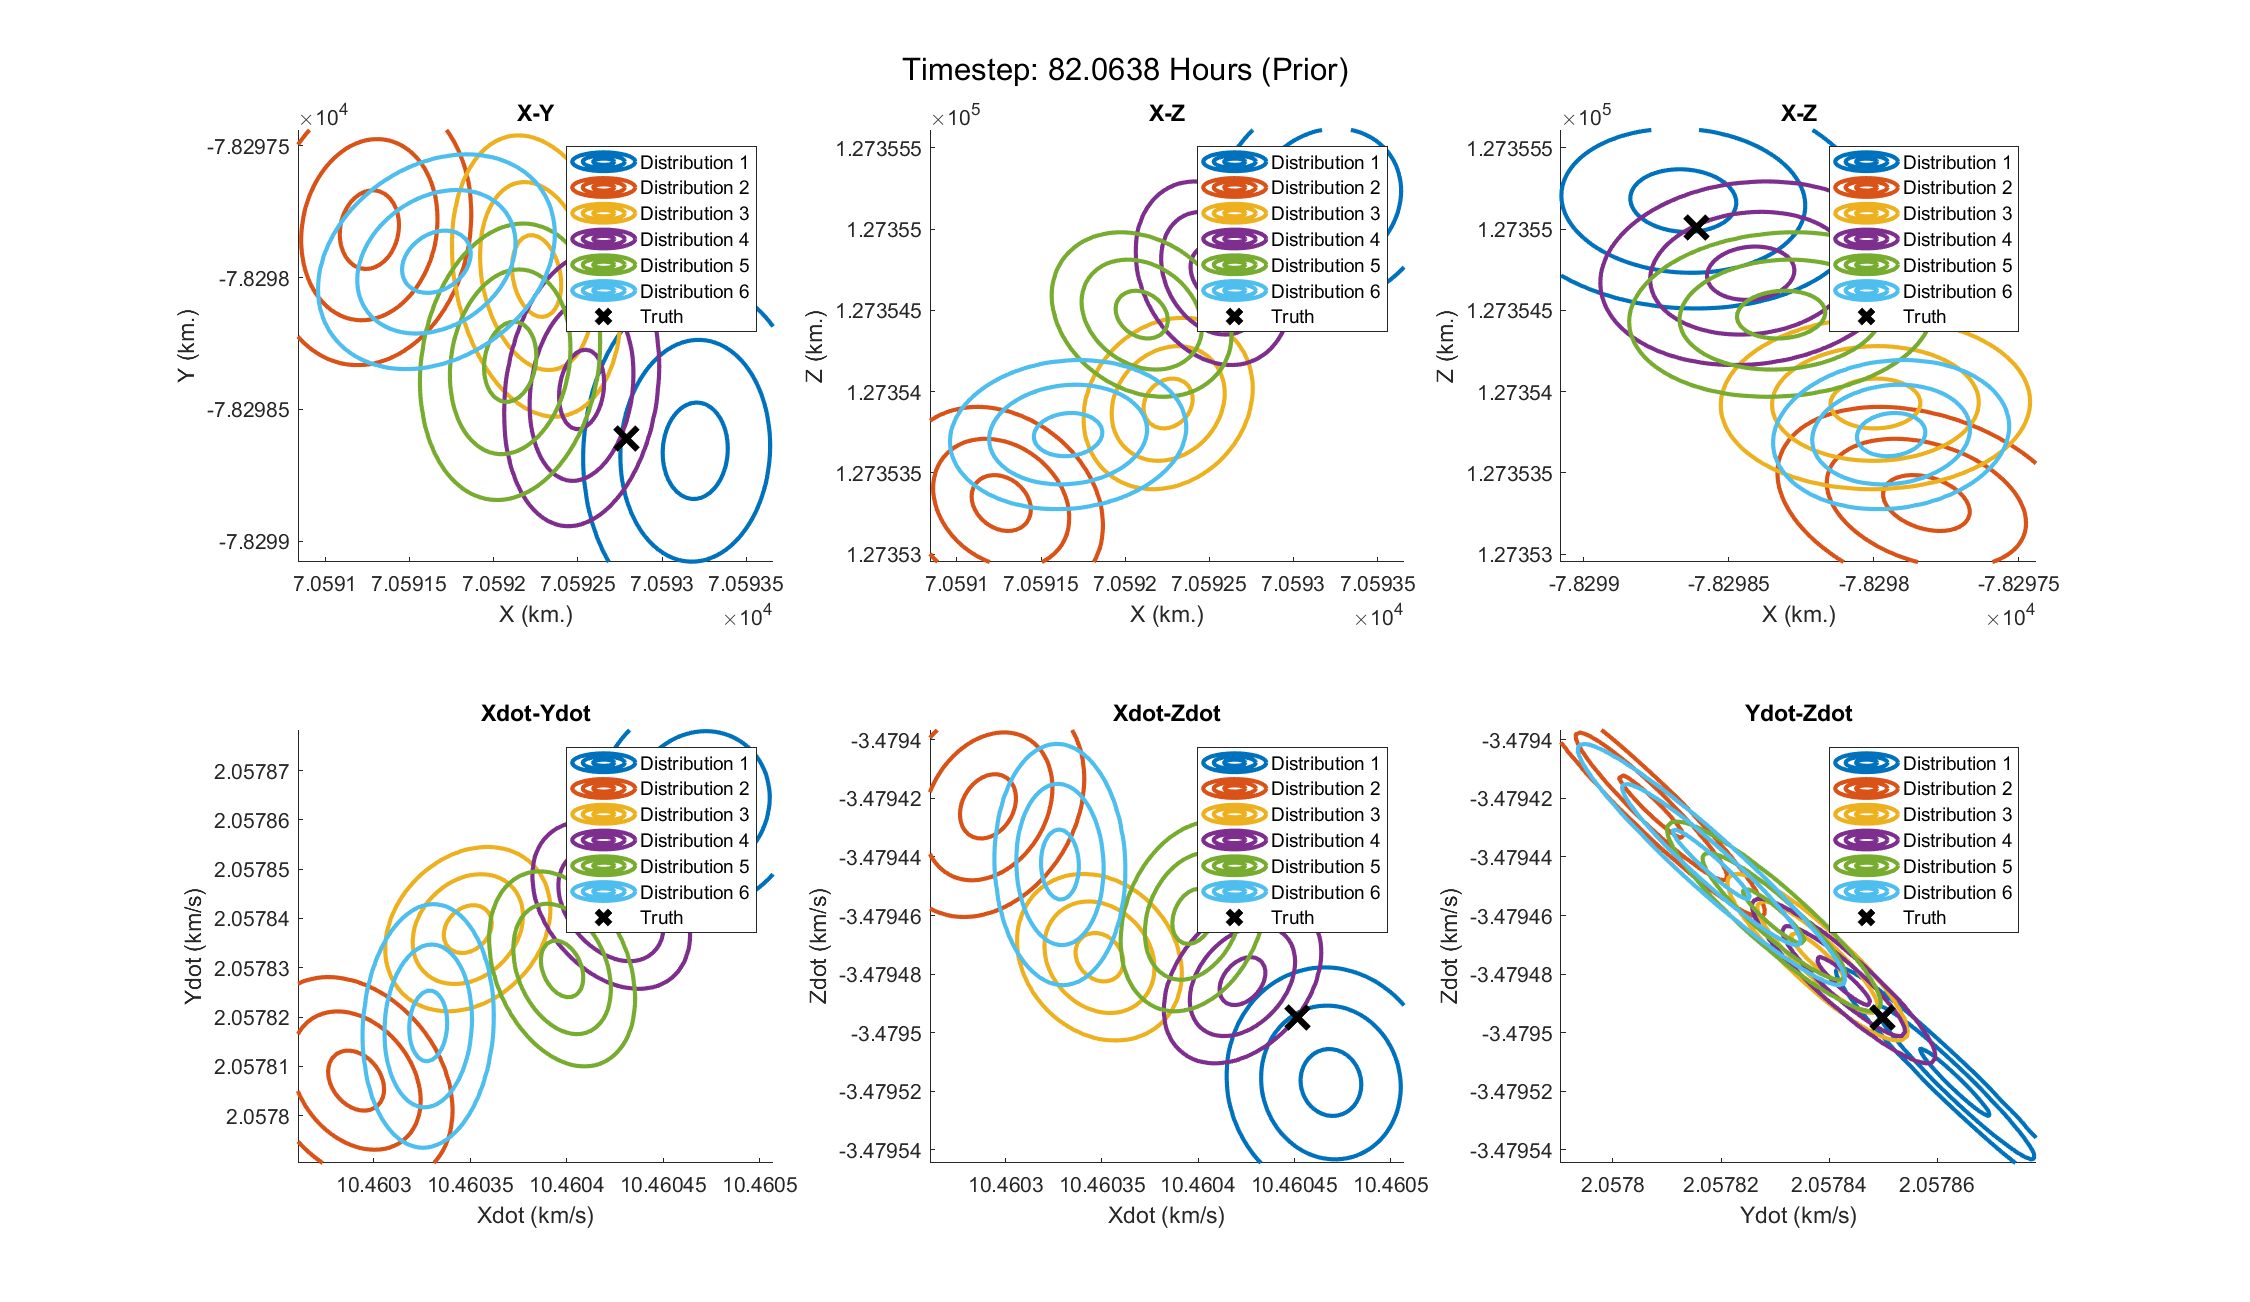 Timestep: 82.0638 Hours (Prior)
X-Y
×10^4
-7.82975
-7.8298
-7.82985
-7.8299
Y (km.)
7.0591 7.05915 7.0592 7.05925 7.0593 7.05935
X (km.)
×10^4
Distribution 1
Distribution 2
Distribution 3
Distribution 4
Distribution 5
Distribution 6
Truth
X-Z
×10^5
1.273555
1.27355
1.273545
1.27354
1.273535
1.27353
Z (km.)
7.0591 7.05915 7.0592 7.05925 7.0593 7.05935
X (km.)
×10^4
Distribution 1
Distribution 2
Distribution 3
Distribution 4
Distribution 5
Distribution 6
Truth
X-Z
×10^5
1.273555
1.27355
1.273545
1.27354
1.273535
1.27353
Z (km.)
-7.8299 -7.82985 -7.8298 -7.82975
X (km.)
×10^4
Distribution 1
Distribution 2
Distribution 3
Distribution 4
Distribution 5
Distribution 6
Truth
Xdot-Ydot
2.05787
2.05786
2.05785
2.05784
2.05783
2.05782
2.05781
2.0578
Ydot (km/s)
10.4603 10.46035 10.4604 10.46045 10.4605
Xdot (km/s)
Distribution 1
Distribution 2
Distribution 3
Distribution 4
Distribution 5
Distribution 6
Truth
Xdot-Zdot
-3.4794
-3.47942
-3.47944
-3.47946
-3.47948
-3.4795
-3.47952
-3.47954
Zdot (km/s)
10.4603 10.46035 10.4604 10.46045 10.4605
Xdot (km/s)
Distribution 1
Distribution 2
Distribution 3
Distribution 4
Distribution 5
Distribution 6
Truth
Ydot-Zdot
-3.4794
-3.47942
-3.47944
-3.47946
-3.47948
-3.4795
-3.47952
-3.47954
Zdot (km/s)
2.0578 2.05782 2.05784 2.05786
Ydot (km/s)
Distribution 1
Distribution 2
Distribution 3
Distribution 4
Distribution 5
Distribution 6
Truth